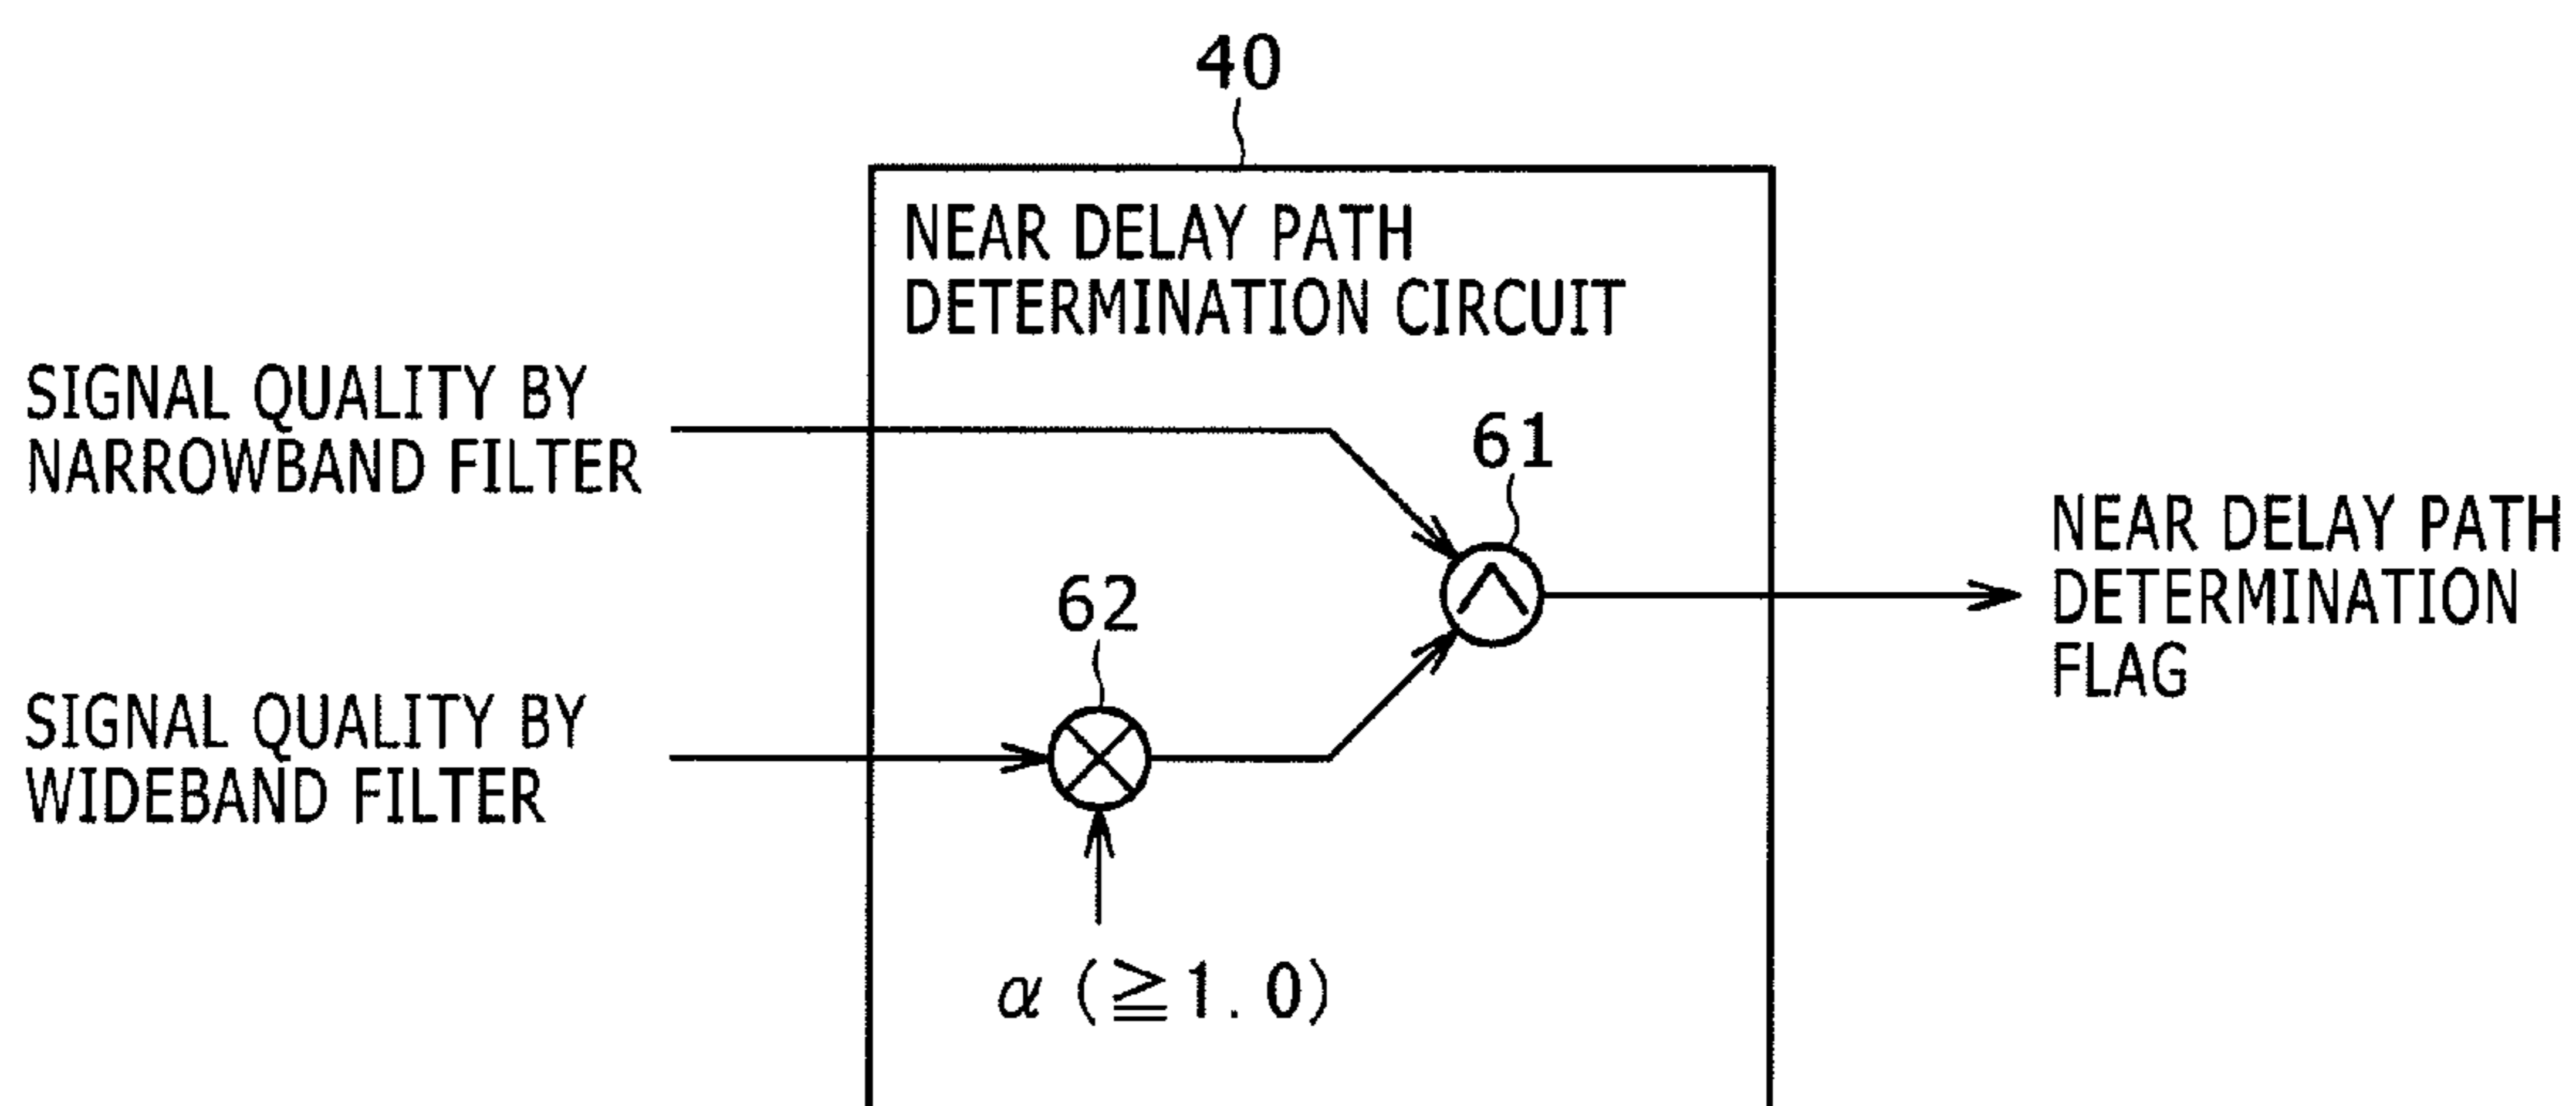 40
NEAR DELAY PATH
DETERMINATION CIRCUIT
SIGNAL QUALITY BY
NARROWBAND FILTER
61
NEAR DELAY PATH
DETERMINATION
FLAG
62
SIGNAL QUALITY BY
WIDEBAND FILTER
α (≧1.0)